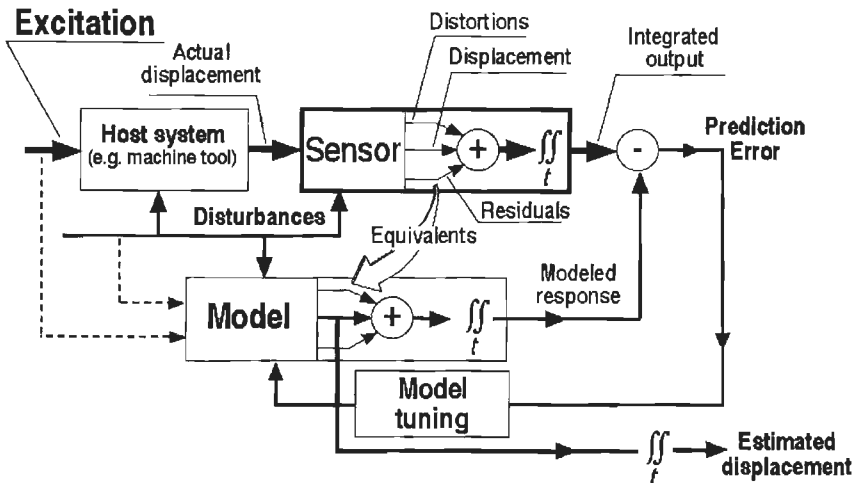 Excitation
Actual
displacement
Distortions
Displacement
Integrated
output
Host system
(e.g. machine tool)
Sensor
+
∬
t
-
Prediction
Error
Disturbances
Residuals
Equivalents
Model
+
∬
t
Modeled
response
Model
tuning
∬
t
Estimated
displacement